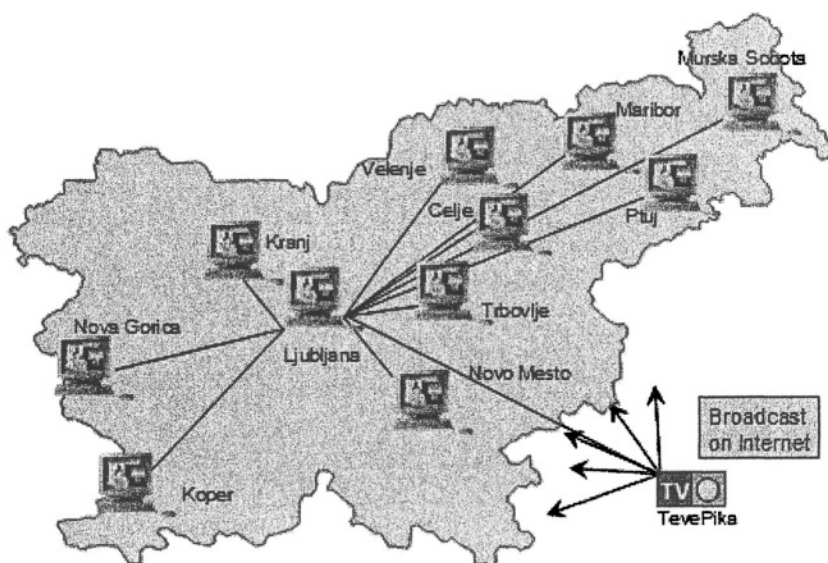 Murska Sobota
Maribor
Velenje
Celje
Ptuj
Kranj
Trbovlje
Nova Gorica
Ljubljana
Novo Mesto
Broadcast
on Internet
Koper
TV
TevePika